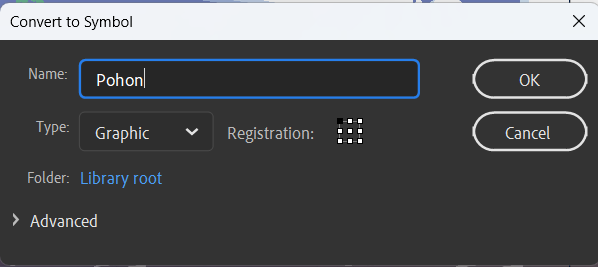 Convert to Symbol
Name: Pohon OK
Type: Graphic Registration: Cancel
Folder: Library root
Advanced